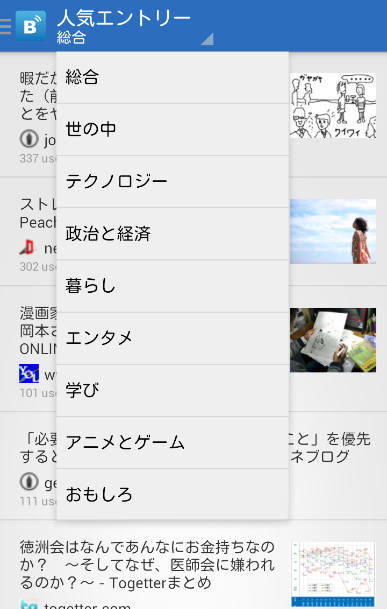 B
人気エントリー
総合
総合
世の中
テクノロジー
政治と経済
暮らし
エンタメ
学び
アニメとゲーム
おもしろ
暇だか
た（前
とをヤ
jo
337 use
ガヤガヤ
ワイワイ
ストレ
Peach
ne
302 use
漫画家
岡本さ
ONLIN
YOL
w
101 use
「必要
こと」を優先
すると
ネブログ
ge
111 use
徳洲会はなんであんなにお金持ちなの
か？　～そしてなぜ、医師会に嫌われ
るのか？～ - Togetterまとめ
togetter.com